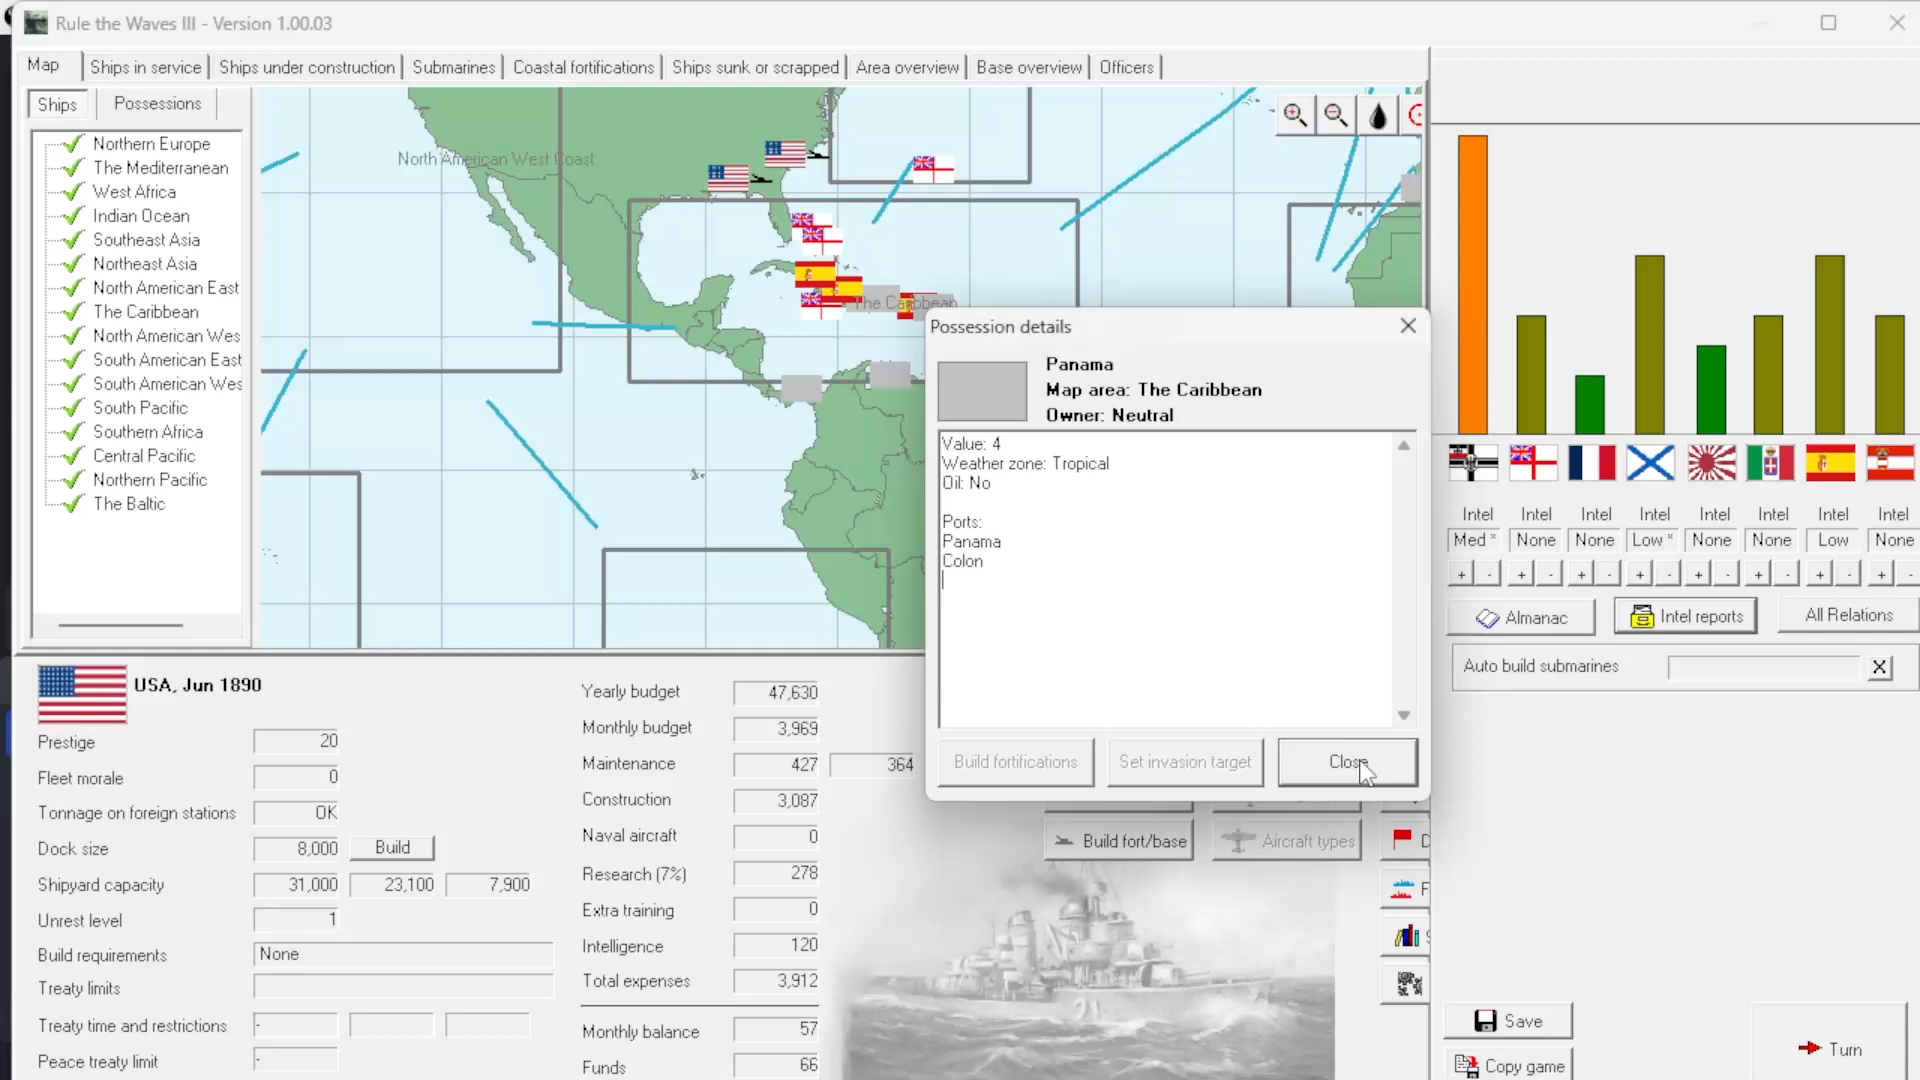 Rule the Waves III - Version 1.00.03
Map
Ships in service
Ships under construction
Submarines
Coastal fortifications
Ships sunk or scrapped
Area overview
Base overview
Officers
Ships
Possessions
Northern Europe
The Mediterranean
West Africa
Indian Ocean
Southeast Asia
Northeast Asia
North American East
The Caribbean
North American Wes
South American East
South American Wes
South Pacific
Southern Africa
Central Pacific
Northern Pacific
The Baltic
North American West Coast
The Caribbean
Possession details
Panama
Map area: The Caribbean
Owner: Neutral
Value: 4
Weather zone: Tropical
Oil: No
Ports:
Panama
Colon
Build fortifications
Set invasion target
Close
Intel Intel Intel Intel Intel Intel Intel Intel
Med * None None Low * None None Low None
+ - + - + - + - + - + - + - + -
Almanac
Intel reports
All Relations
Auto build submarines
X
USA, Jun 1890
Prestige 20
Fleet morale 0
Tonnage on foreign stations OK
Dock size 8,000 Build
Shipyard capacity 31,000 23,100 7,900
Unrest level 1
Build requirements None
Treaty limits
Treaty time and restrictions -
Peace treaty limit -
Yearly budget 47,630
Monthly budget 3,969
Maintenance 427 364
Construction 3,087
Naval aircraft 0
Research (7%) 278
Extra training 0
Intelligence 120
Total expenses 3,912
Monthly balance 57
Funds 66
Build fort/base
Aircraft types
D
F
Save
Copy game
Turn